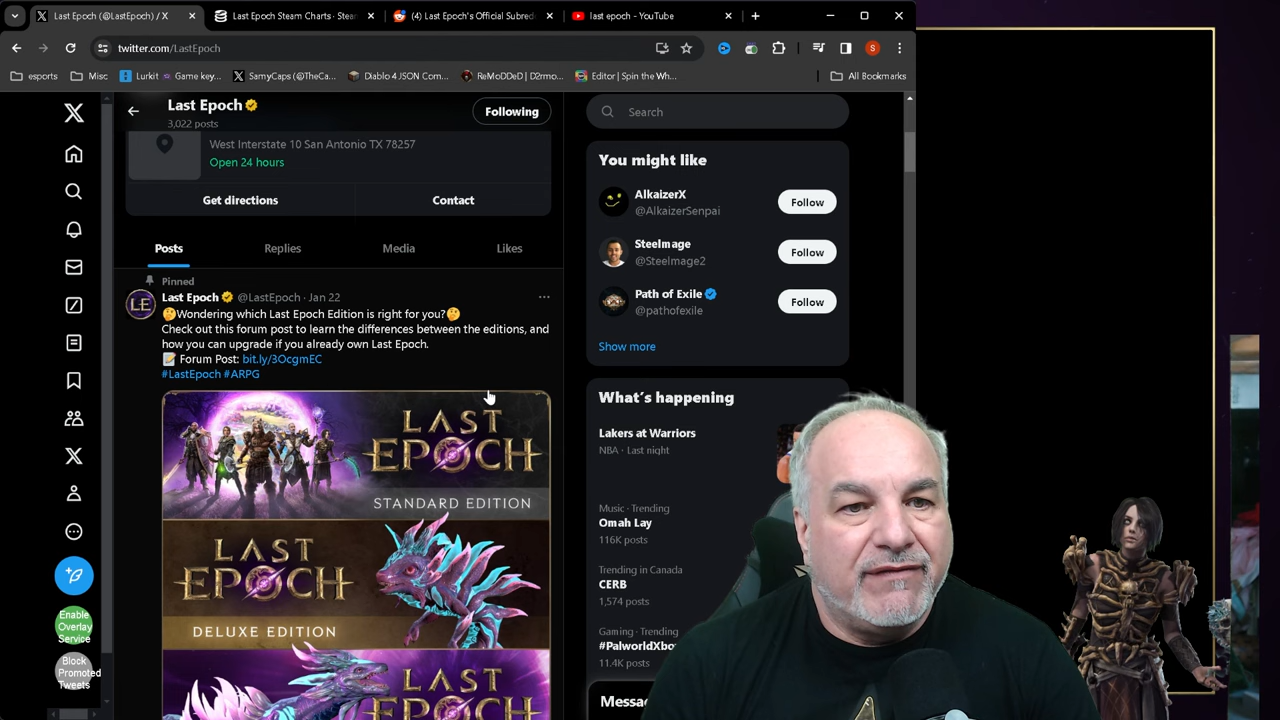 Last Epoch (@LastEpoch) / X
Last Epoch Steam Charts · Stea
(4) Last Epoch's Official Subred
last epoch - YouTube
twitter.com/LastEpoch
S
esports
Misc
Lurkit
Game key...
SamyCaps (@TheCa...
Diablo 4 JSON Com...
ReMoDDeD | D2rmo...
Editor | Spin the Wh...
All Bookmarks
Last Epoch
3,022 posts
Following
West Interstate 10 San Antonio TX 78257
Open 24 hours
Get directions
Contact
Posts
Replies
Media
Likes
Pinned
Last Epoch @LastEpoch · Jan 22
🤔Wondering which Last Epoch Edition is right for you?🤔
Check out this forum post to learn the differences between the editions, and
how you can upgrade if you already own Last Epoch.
📝 Forum Post: bit.ly/3OcgmEC
#LastEpoch #ARPG
LAST
EPOCH
STANDARD EDITION
LAST
EPOCH
DELUXE EDITION
LAST
EPOCH
Enable
Overlay
Service
Block
Promoted
Tweets
Search
You might like
AlkaizerX
@AlkaizerSenpai
Follow
Steelmage
@SteeImage2
Follow
Path of Exile
@pathofexile
Follow
Show more
What's happening
Lakers at Warriors
NBA · Last night
Music · Trending
Omah Lay
116K posts
Trending in Canada
CERB
1,574 posts
Gaming · Trending
#PalworldXbo
11.4K posts
Messa